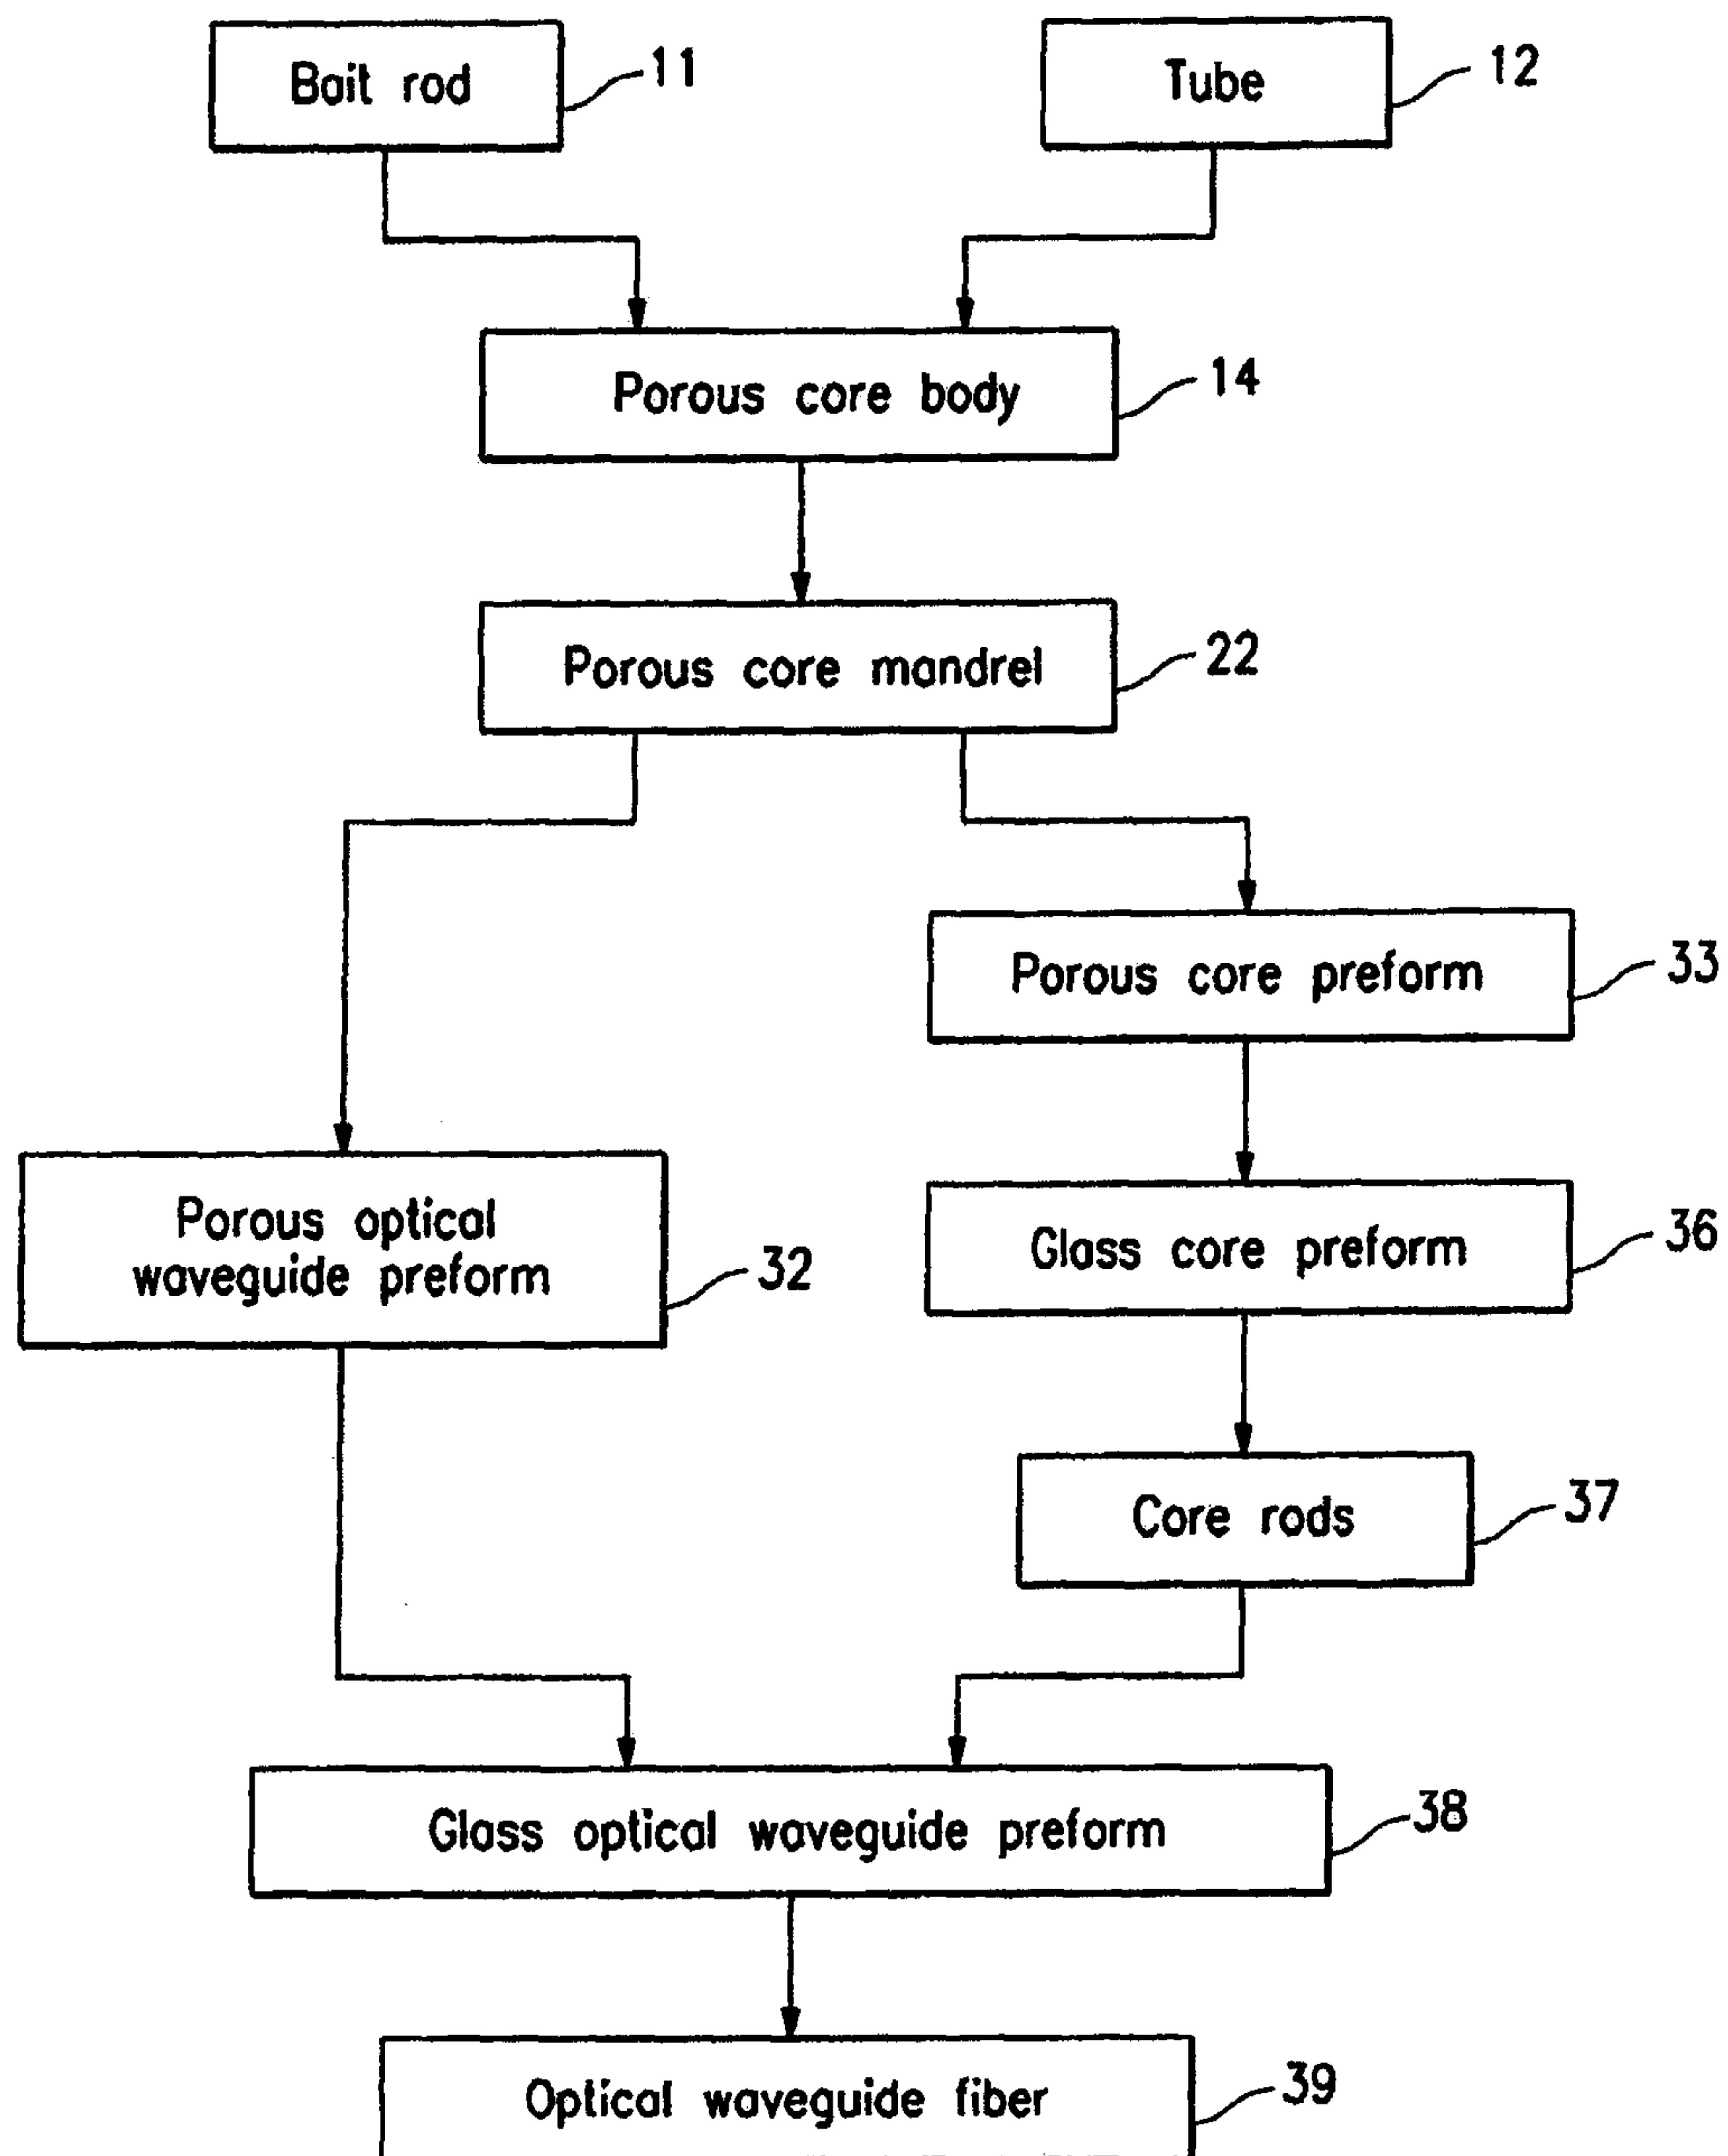 Bait rod
11
Tube
12
Porous core body
14
Porous core mandrel
22
Porous core preform
33
Porous optical
waveguide preform
32
Glass core preform
36
Core rods
37
Glass optical waveguide preform
38
Optical waveguide fiber
39